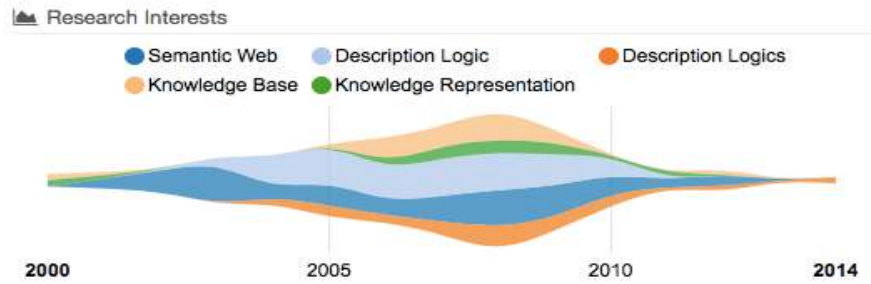 Research Interests
Semantic Web Description Logic Description Logics
Knowledge Base Knowledge Representation
2000 2005 2010 2014